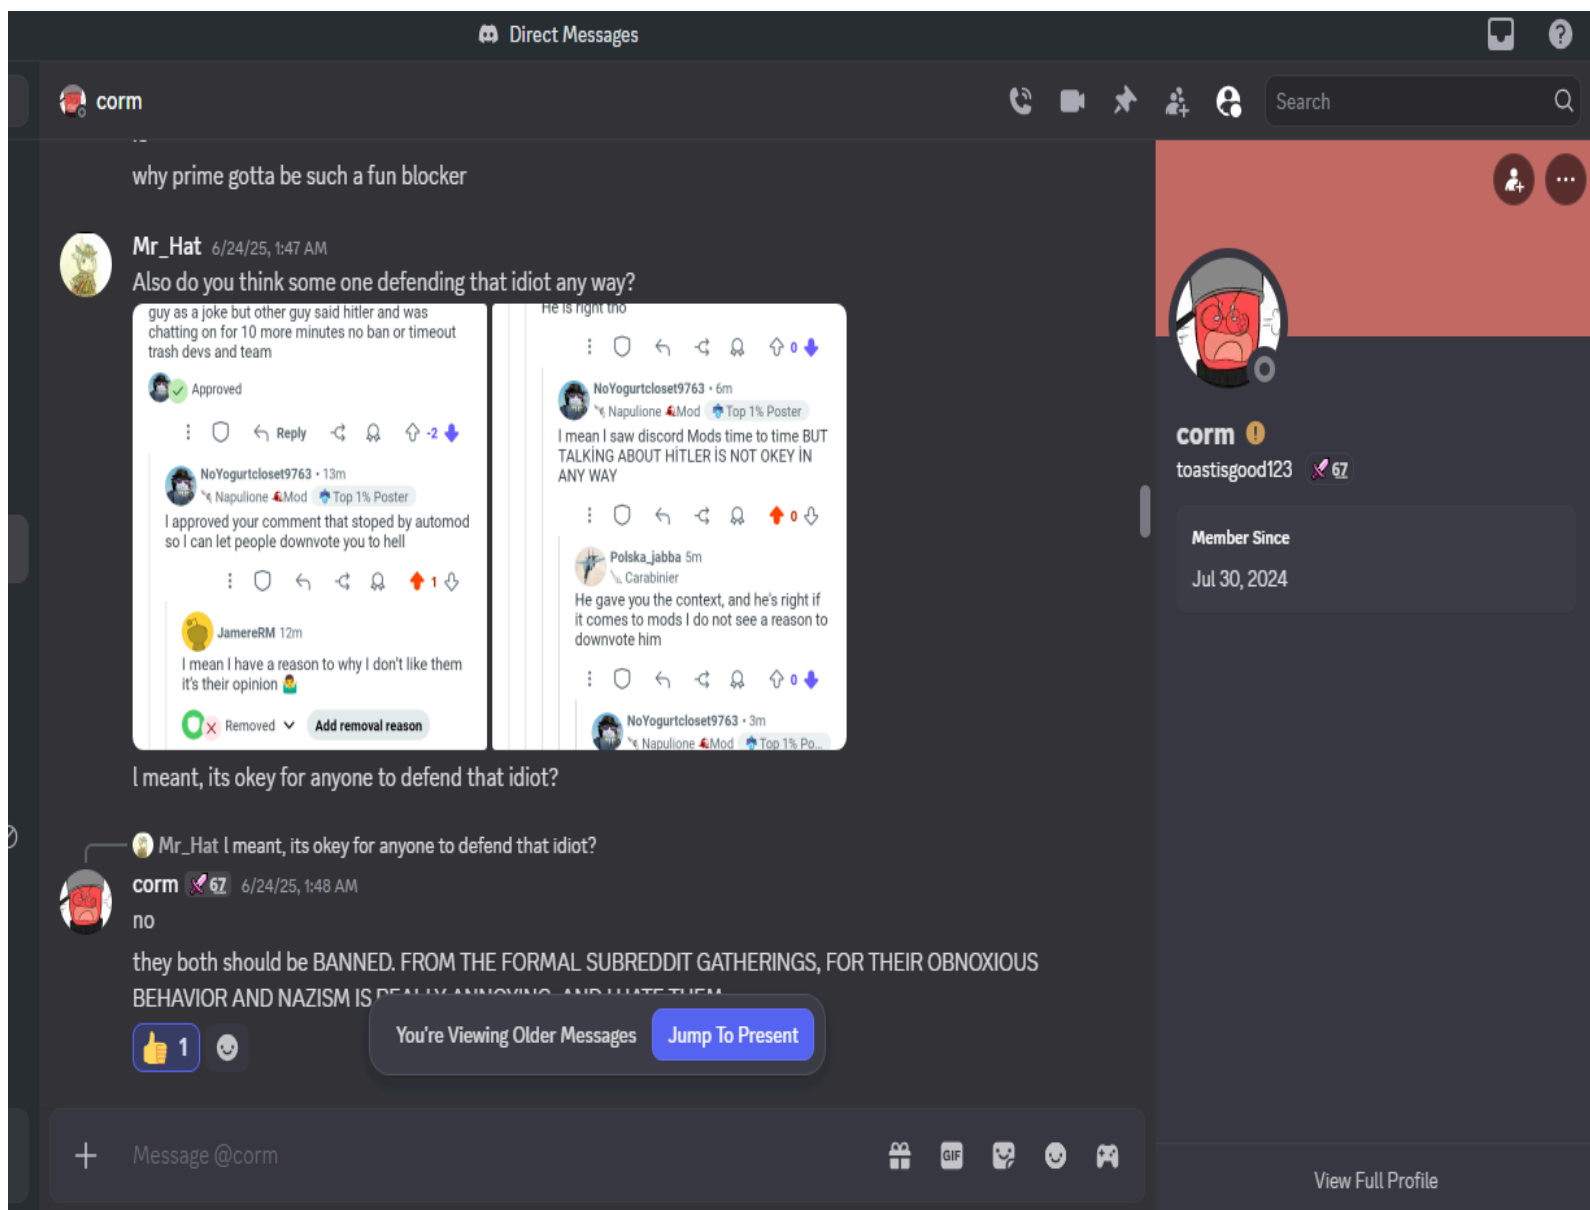 Direct Messages
corm
Search
why prime gotta be such a fun blocker
Mr_Hat 6/24/25, 1:47 AM
Also do you think some one defending that idiot any way?
guy as a joke but other guy said hitler and was
chatting on for 10 more minutes no ban or timeout
trash devs and team
Approved
Reply -2
NoYogurtcloset9763 • 13m
Napulione Mod Top 1% Poster
I approved your comment that stoped by automod
so I can let people downvote you to hell
1
JamereRM 12m
I mean I have a reason to why I don't like them
it's their opinion 🤷‍♂️
Removed Add removal reason
He is right tho
0
NoYogurtcloset9763 • 6m
Napulione Mod Top 1% Poster
I mean I saw discord Mods time to time BUT
TALKİNG ABOUT HİTLER İS NOT OKEY İN
ANY WAY
0
Polska_jabba 5m
Carabinier
He gave you the context, and he's right if
it comes to mods I do not see a reason to
downvote him
0
NoYogurtcloset9763 • 3m
Napulione Mod Top 1% Po...
I meant, its okey for anyone to defend that idiot?
Mr_Hat I meant, its okey for anyone to defend that idiot?
corm 67 6/24/25, 1:48 AM
no
they both should be BANNED. FROM THE FORMAL SUBREDDIT GATHERINGS, FOR THEIR OBNOXIOUS
BEHAVIOR AND NAZISM IS REALLY ANNOYING, AND I HATE THEM
👍 1
You're Viewing Older Messages Jump To Present
Message @corm
GIF
corm
toastisgood123 67
Member Since
Jul 30, 2024
View Full Profile